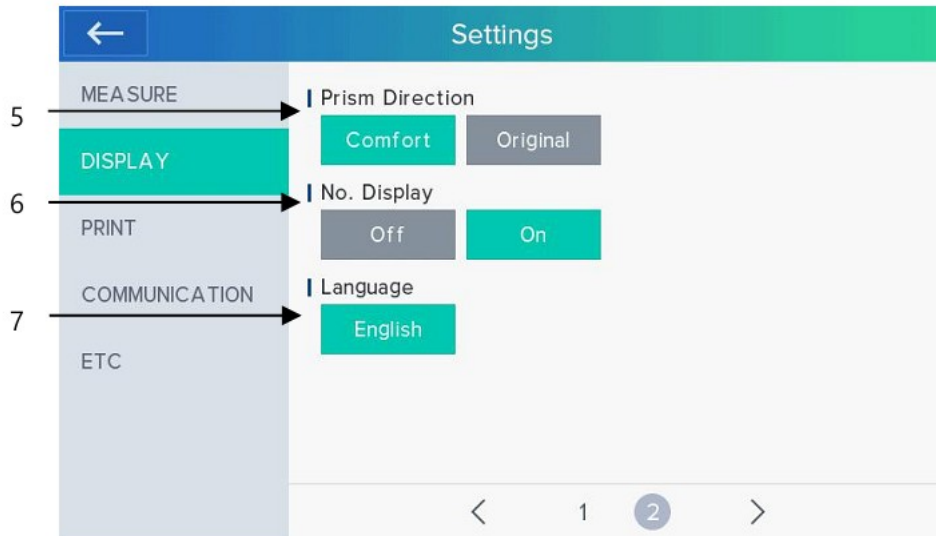 Settings
MEASURE
DISPLAY
PRINT
COMMUNICATION
ETC
5
Prism Direction
Comfort Original
6
No. Display
Off On
7
Language
English
1 2